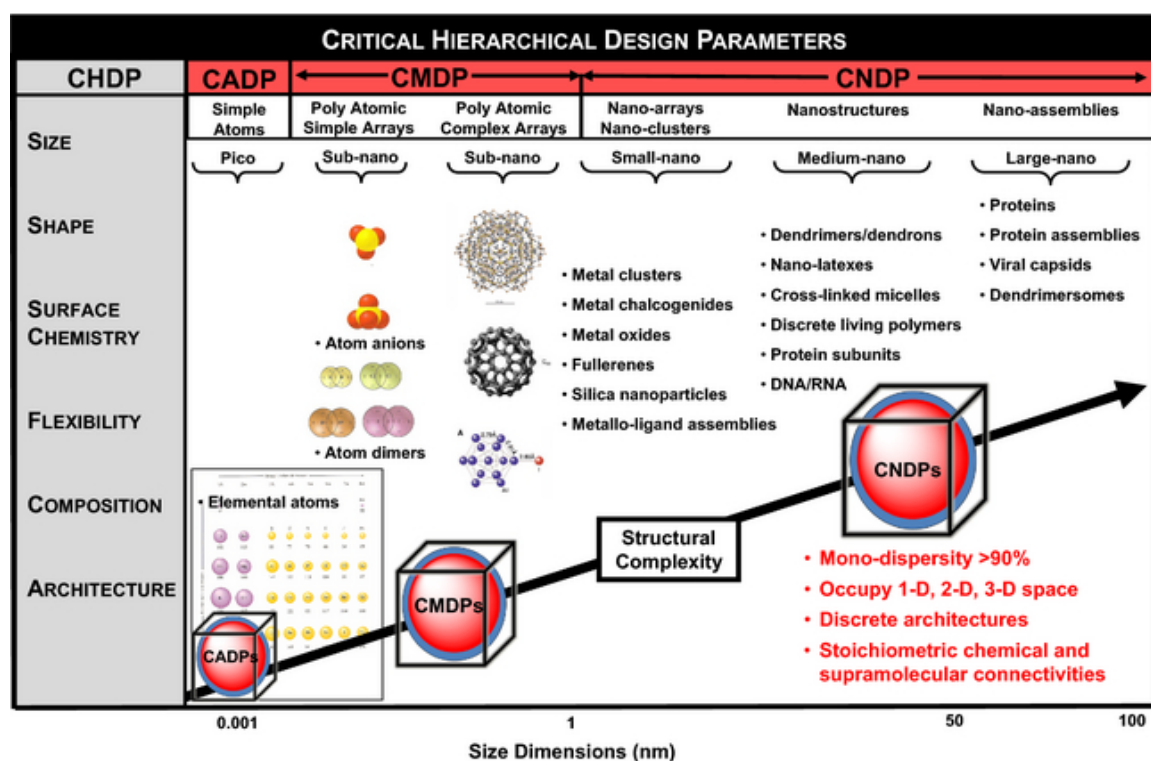 CRITICAL HIERARCHICAL DESIGN PARAMETERS
CHDP
CADP
CMDP
CNDP
SIZE
SHAPE
SURFACE
CHEMISTRY
FLEXIBILITY
COMPOSITION
ARCHITECTURE
Simple
Atoms
Poly Atomic
Simple Arrays
Poly Atomic
Complex Arrays
Nano-arrays
Nano-clusters
Nanostructures
Nano-assemblies
Pico
Sub-nano
Sub-nano
Small-nano
Medium-nano
Large-nano
• Atom anions
• Atom dimers
• Elemental atoms
• Metal clusters
• Metal chalcogenides
• Metal oxides
• Fullerenes
• Silica nanoparticles
• Metallo-ligand assemblies
• Dendrimers/dendrons
• Nano-latexes
• Cross-linked micelles
• Discrete living polymers
• Protein subunits
• DNA/RNA
• Proteins
• Protein assemblies
• Viral capsids
• Dendrimersomes
CADPs
CMDPs
Structural
Complexity
CNDPs
• Mono-dispersity >90%
• Occupy 1-D, 2-D, 3-D space
• Discrete architectures
• Stoichiometric chemical and
supramolecular connectivities
0.001
1
50
100
Size Dimensions (nm)